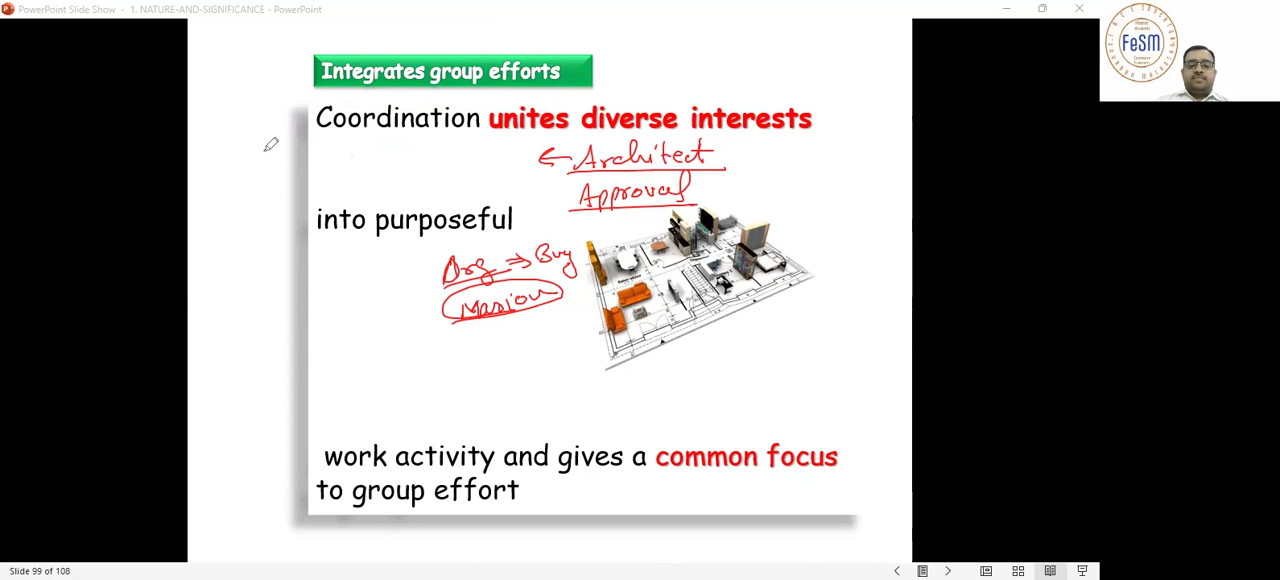 PowerPoint Slide Show - 1. NATURE-AND-SIGNIFICANCE - PowerPoint
FeSM
Integrates group efforts
Coordination unites diverse interests
← Architect
Approval
into purposeful
⇒ Buy
work activity and gives a common focus
to group effort
Slide 99 of 108